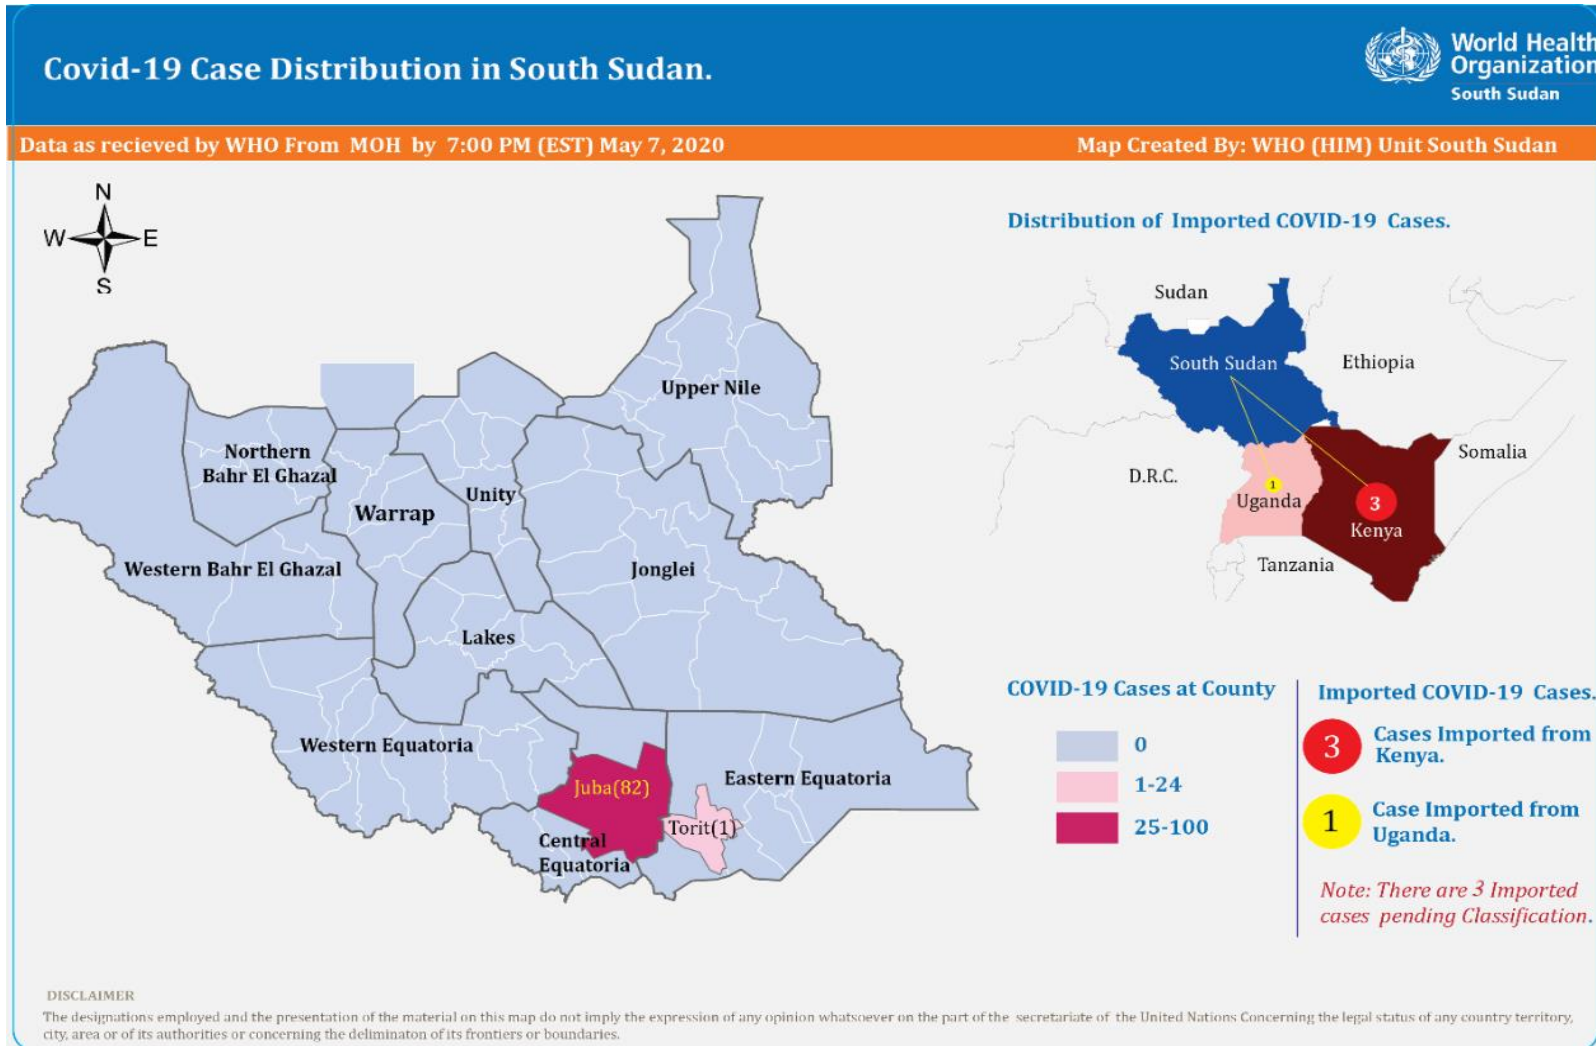 Covid-19 Case Distribution in South Sudan.
World Health
Organization
South Sudan
Data as recieved by WHO From MOH by 7:00 PM (EST) May 7, 2020
Map Created By: WHO (HIM) Unit South Sudan
N
W
E
S
Upper Nile
Northern
Bahr El Ghazal
Unity
Warrap
Western Bahr El Ghazal
Jonglei
Lakes
Western Equatoria
Juba(82)
Eastern Equatoria
Torit(1)
Central
Equatoria
Distribution of Imported COVID-19 Cases.
Sudan
South Sudan
Ethiopia
Somalia
D.R.C.
1
Uganda
3
Kenya
Tanzania
COVID-19 Cases at County
0
1-24
25-100
Imported COVID-19 Cases.
3
Cases Imported from
Kenya.
1
Case Imported from
Uganda.
Note: There are 3 Imported
cases pending Classification.
DISCLAIMER
The designations employed and the presentation of the material on this map do not imply the expression of any opinion whatsoever on the part of the secretariate of the United Nations Concerning the legal status of any country territory,
city, area or of its authorities or concerning the deliminaton of its frontiers or boundaries.